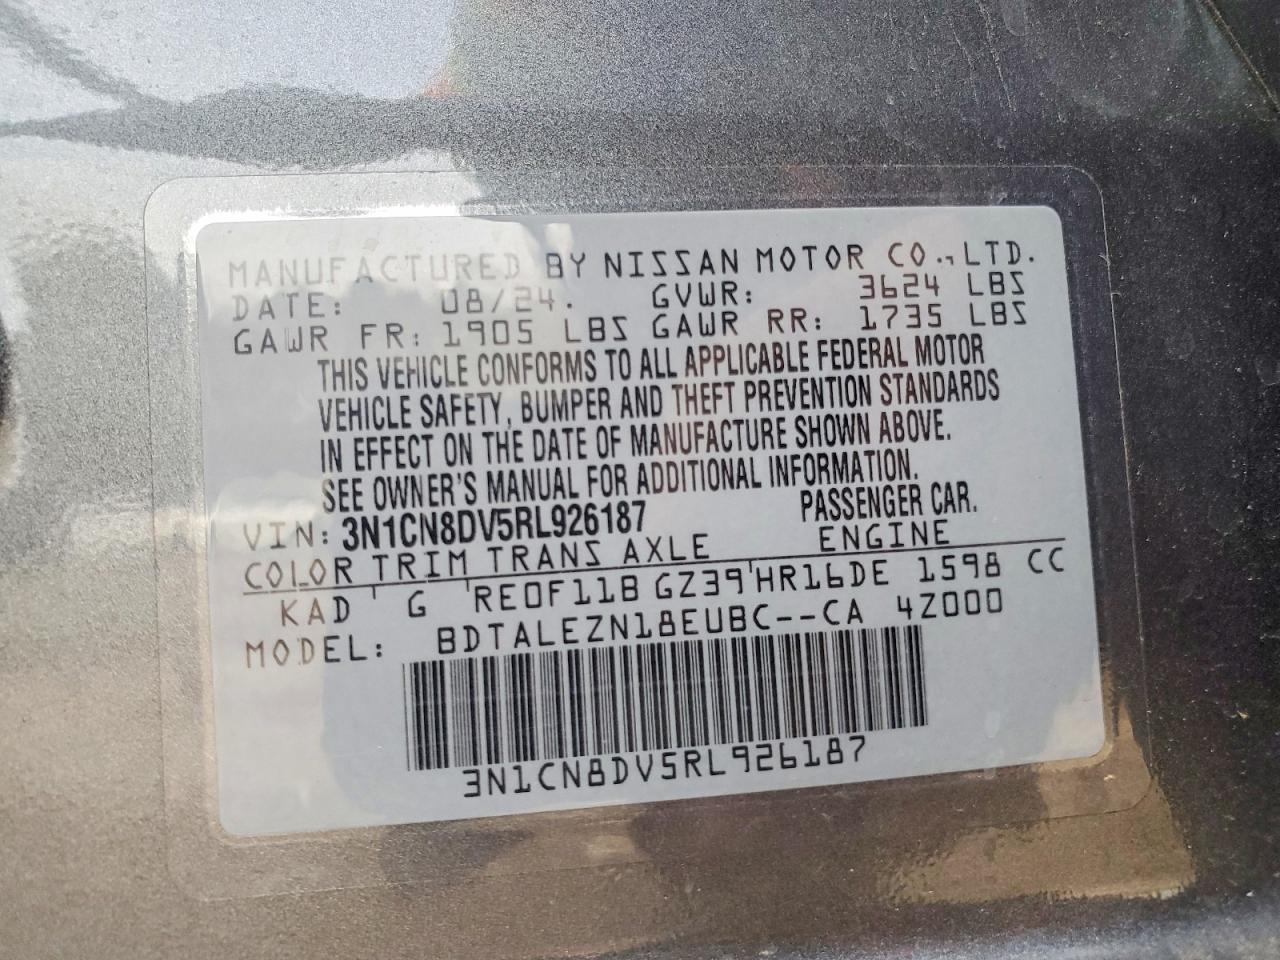 MANUFACTURED BY NISSAN MOTOR CO., LTD.
DATE: 08/24. GVWR: 3624 LBS
GAWR FR: 1905 LBS GAWR RR: 1735 LBS
THIS VEHICLE CONFORMS TO ALL APPLICABLE FEDERAL MOTOR
VEHICLE SAFETY, BUMPER AND THEFT PREVENTION STANDARDS
IN EFFECT ON THE DATE OF MANUFACTURE SHOWN ABOVE.
SEE OWNER'S MANUAL FOR ADDITIONAL INFORMATION.
VIN: 3N1CN8DV5RL926187 PASSENGER CAR.
COLOR TRIM TRANS AXLE ENGINE
KAD G RE0F11B GZ39 HR16DE 1598 CC
MODEL: BDTALEZN18EUBC--CA 4Z000
3N1CN8DV5RL926187